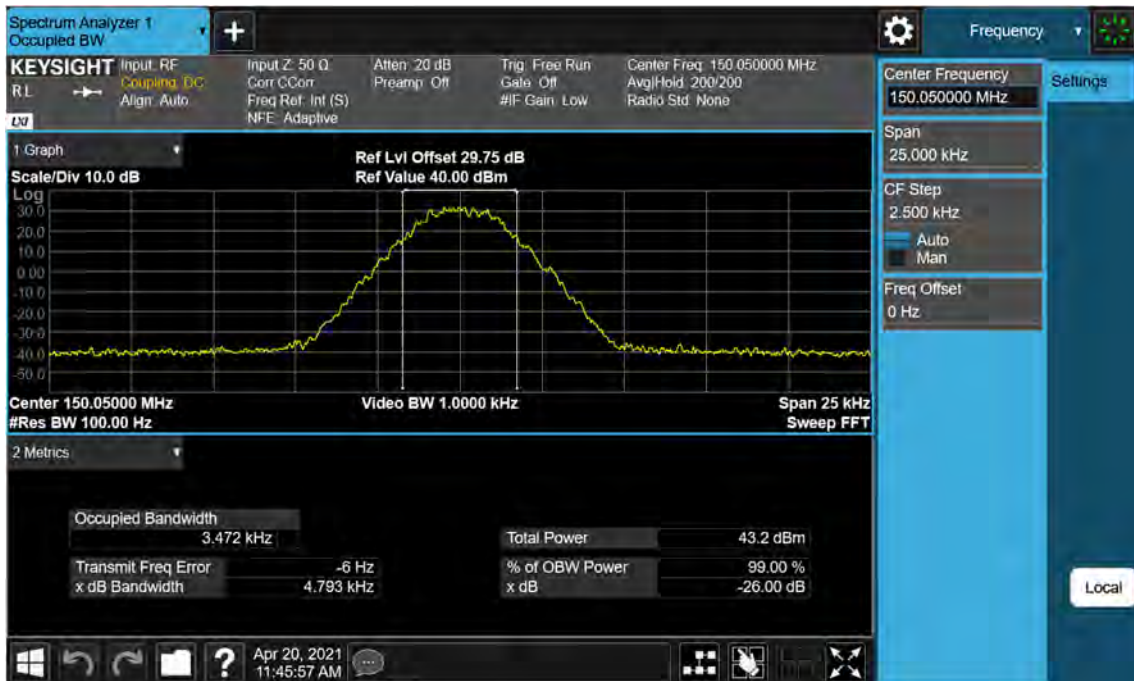 Spectrum Analyzer 1
Occupied BW
+
Frequency
KEYSIGHT
RL
LXI
Input: RF
Coupling: DC
Align: Auto
Input Z: 50 Ω
Corr CCorr
Freq Ref: Int (S)
NFE: Adaptive
Atten: 20 dB
Preamp: Off
Trig: Free Run
Gate: Off
#IF Gain: Low
Center Freq: 150.050000 MHz
Avg|Hold: 200/200
Radio Std: None
Center Frequency
150.050000 MHz
Settings
Span
25.000 kHz
CF Step
2.500 kHz
Auto
Man
Freq Offset
0 Hz
1 Graph
Scale/Div 10.0 dB
Ref Lvl Offset 29.75 dB
Ref Value 40.00 dBm
Log
30.0
20.0
10.0
0.00
-10.0
-20.0
-30.0
-40.0
-50.0
Center 150.05000 MHz
#Res BW 100.00 Hz
Video BW 1.0000 kHz
Span 25 kHz
Sweep FFT
2 Metrics
Occupied Bandwidth
3.472 kHz
Total Power 43.2 dBm
Transmit Freq Error -6 Hz
% of OBW Power 99.00 %
x dB Bandwidth 4.793 kHz
x dB -26.00 dB
Local
?
Apr 20, 2021
11:45:57 AM